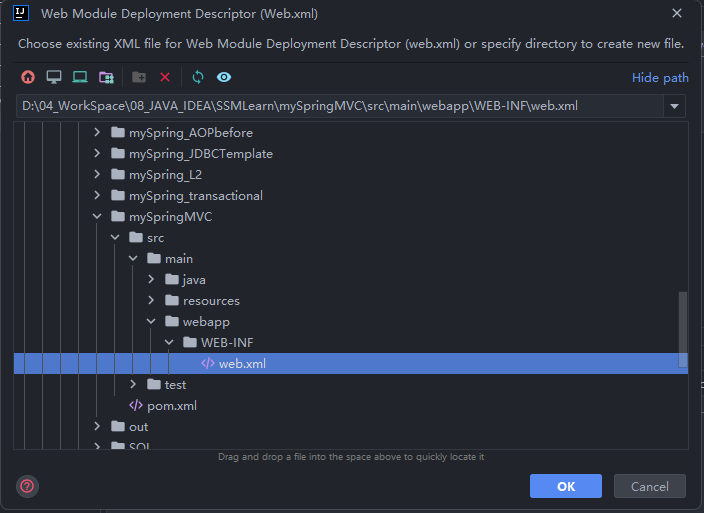 Web Module Deployment Descriptor (Web.xml)
Choose existing XML file for Web Module Deployment Descriptor (web.xml) or specify directory to create new file.
Hide path
D:\04_WorkSpace\08_JAVA_IDEA\SSMLearn\mySpringMVC\src\main\webapp\WEB-INF\web.xml
mySpring_AOPbefore
mySpring_JDBCTemplate
mySpring_L2
mySpring_transactional
mySpringMVC
src
main
java
resources
webapp
WEB-INF
web.xml
test
pom.xml
out
SQL
Drag and drop a file into the space above to quickly locate it
OK
Cancel